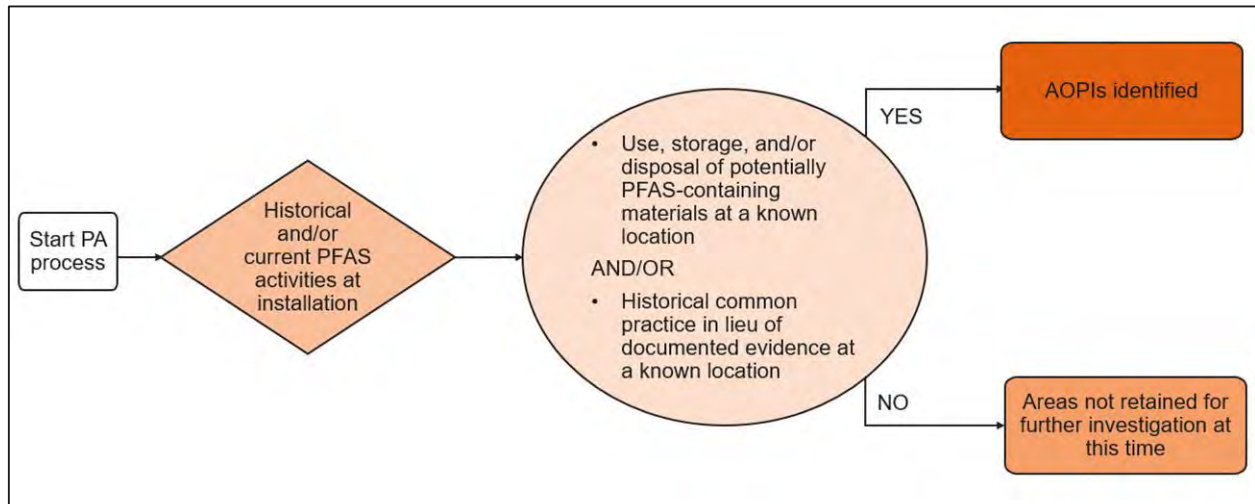 Start PA
process
Historical
and/or
current PFAS
activities at
installation
• Use, storage, and/or
disposal of potentially
PFAS-containing
materials at a known
location
AND/OR
• Historical common
practice in lieu of
documented evidence at
a known location
YES
AOPIs identified
NO
Areas not retained for
further investigation at
this time